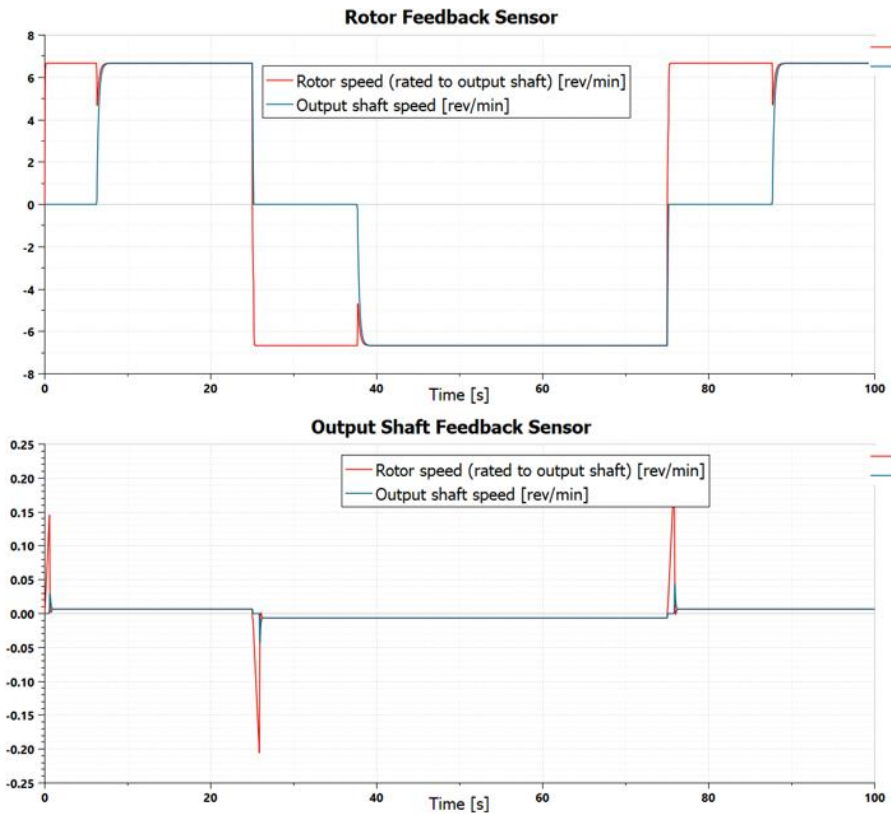 Rotor Feedback Sensor
8
6
4
2
0
-2
-4
-6
-8
Rotor speed (rated to output shaft) [rev/min]
Output shaft speed [rev/min]
0 20 40 60 80 100
Time [s]
Output Shaft Feedback Sensor
0.25
0.20
0.15
0.10
0.05
0.00
-0.05
-0.10
-0.15
-0.20
-0.25
Rotor speed (rated to output shaft) [rev/min]
Output shaft speed [rev/min]
0 20 40 60 80 100
Time [s]